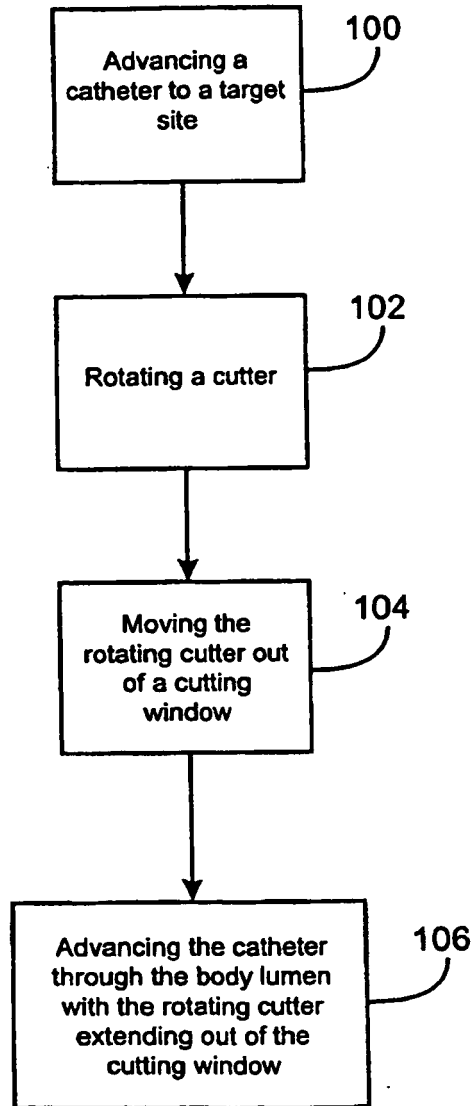 100
Advancing a
catheter to a target
site
102
Rotating a cutter
104
Moving the
rotating cutter out
of a cutting
window
106
Advancing the catheter
through the body lumen
with the rotating cutter
extending out of the
cutting window